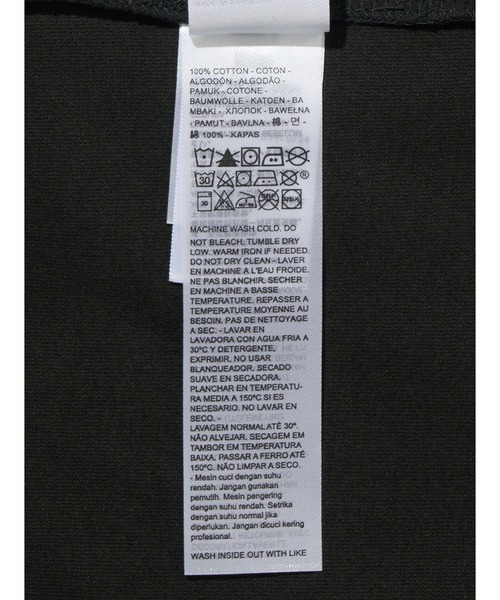 100% COTTON - COTON -
ALGODÓN - ALGODÃO -
PAMUK - COTONE -
BAUMWOLLE - KATOEN - BA
MBAKI - ХЛОПОК - BAWEŁNA
- PAMUT - BAVLNA - 棉 - 면 -
綿 100% - KAPAS
30
30
MACHINE WASH COLD. DO
NOT BLEACH. TUMBLE DRY
LOW. WARM IRON IF NEEDED.
DO NOT DRY CLEAN - LAVER
EN MACHINE A L'EAU FROIDE.
NE PAS BLANCHIR. SECHER
EN MACHINE A BASSE
TEMPERATURE. REPASSER A
TEMPERATURE MOYENNE AU
BESOIN. PAS DE NETTOYAGE
A SEC. - LAVAR EN
LAVADORA CON AGUA FRIA A
30ºC Y DETERGENTE,
EXPRIMIR. NO USAR
BLANQUEADOR. SECADO
SUAVE EN SECADORA.
PLANCHAR EN TEMPERATU-
RA MEDIA A 150ºC SI ES
NECESARIO. NO LAVAR EN
SECO. -
LAVAGEM NORMAL ATÉ 30º.
NÃO ALVEJAR. SECAGEM EM
TAMBOR EM TEMPERATURA
BAIXA. PASSAR A FERRO ATÉ
150ºC. NÃO LIMPAR A SECO.
- Mesin cuci dengan suhu
rendah. Jangan gunakan
pemutih. Mesin pengering
dengan suhu rendah. Setrika
dengan suhu normal jika
diperlukan. Jangan dicuci kering
profesional.
WASH INSIDE OUT WITH LIKE